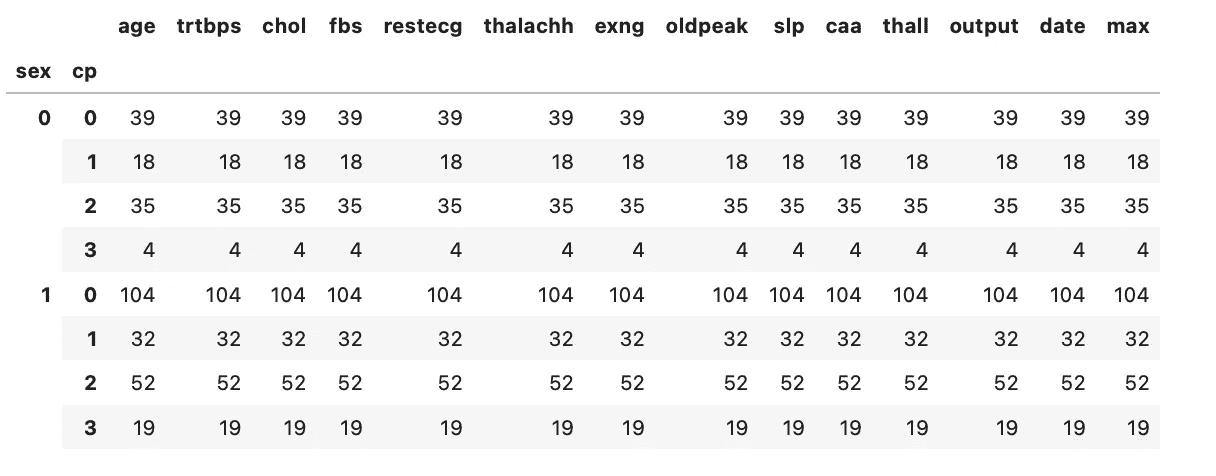 age trtbps chol fbs restecg thalachh exng oldpeak slp caa thall output date max
sex cp
0 0 39 39 39 39 39 39 39 39 39 39 39 39 39 39
1 18 18 18 18 18 18 18 18 18 18 18 18 18 18
2 35 35 35 35 35 35 35 35 35 35 35 35 35 35
3 4 4 4 4 4 4 4 4 4 4 4 4 4 4
1 0 104 104 104 104 104 104 104 104 104 104 104 104 104 104
1 32 32 32 32 32 32 32 32 32 32 32 32 32 32
2 52 52 52 52 52 52 52 52 52 52 52 52 52 52
3 19 19 19 19 19 19 19 19 19 19 19 19 19 19